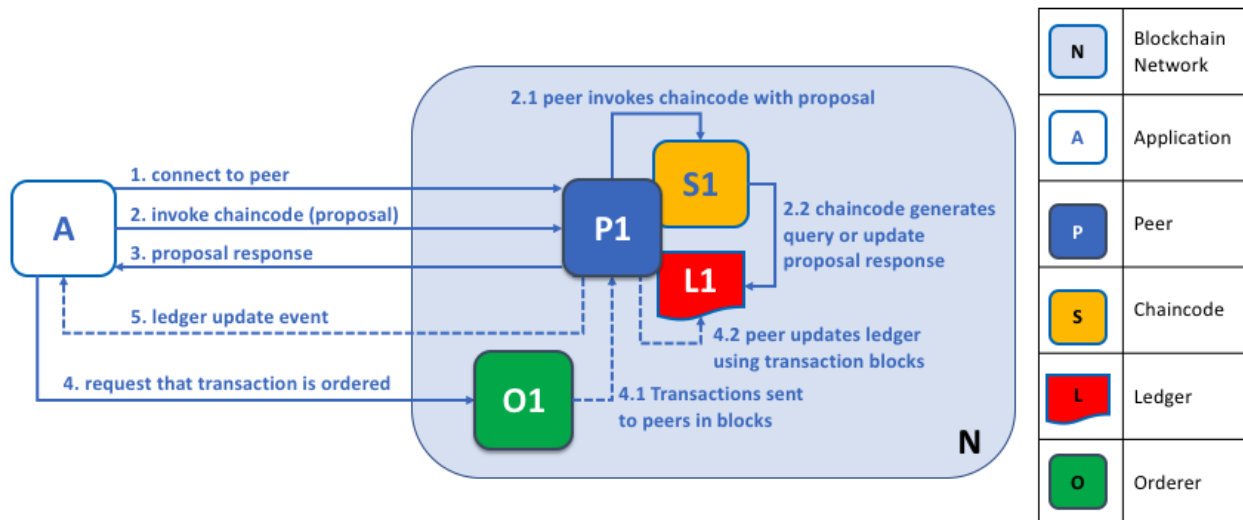 2.1 peer invokes chaincode with proposal
1. connect to peer
S1
A
2. invoke chaincode (proposal)
P1
2.2 chaincode generates
query or update
proposal response
3. proposal response
L1
5. ledger update event
4.2 peer updates ledger
using transaction blocks
4. request that transaction is ordered
O1
4.1 Transactions sent
to peers in blocks
N
N
Blockchain
Network
A
Application
P
Peer
S
Chaincode
L
Ledger
O
Orderer